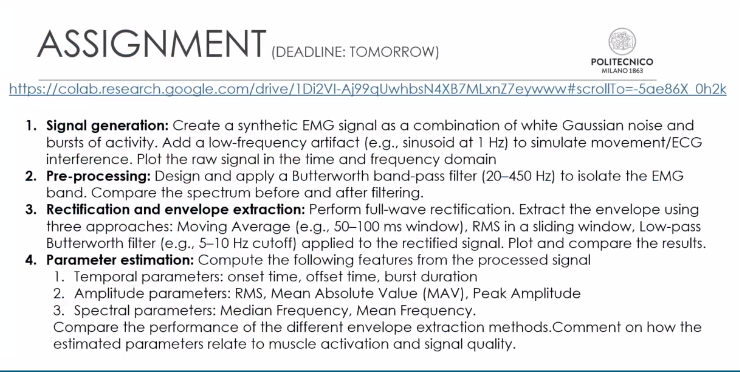 ASSIGNMENT (DEADLINE: TOMORROW)
POLITECNICO
MILANO 1863
https://colab.research.google.com/drive/1Di2VI-Aj99qUwhbsN4XB7MLxnZ7eywww#scrollTo=-5ae86X_0h2k
1. Signal generation: Create a synthetic EMG signal as a combination of white Gaussian noise and
bursts of activity. Add a low-frequency artifact (e.g., sinusoid at 1 Hz) to simulate movement/ECG
interference. Plot the raw signal in the time and frequency domain
2. Pre-processing: Design and apply a Butterworth band-pass filter (20–450 Hz) to isolate the EMG
band. Compare the spectrum before and after filtering.
3. Rectification and envelope extraction: Perform full-wave rectification. Extract the envelope using
three approaches: Moving Average (e.g., 50–100 ms window), RMS in a sliding window, Low-pass
Butterworth filter (e.g., 5–10 Hz cutoff) applied to the rectified signal. Plot and compare the results.
4. Parameter estimation: Compute the following features from the processed signal
1. Temporal parameters: onset time, offset time, burst duration
2. Amplitude parameters: RMS, Mean Absolute Value (MAV), Peak Amplitude
3. Spectral parameters: Median Frequency, Mean Frequency.
Compare the performance of the different envelope extraction methods.Comment on how the
estimated parameters relate to muscle activation and signal quality.